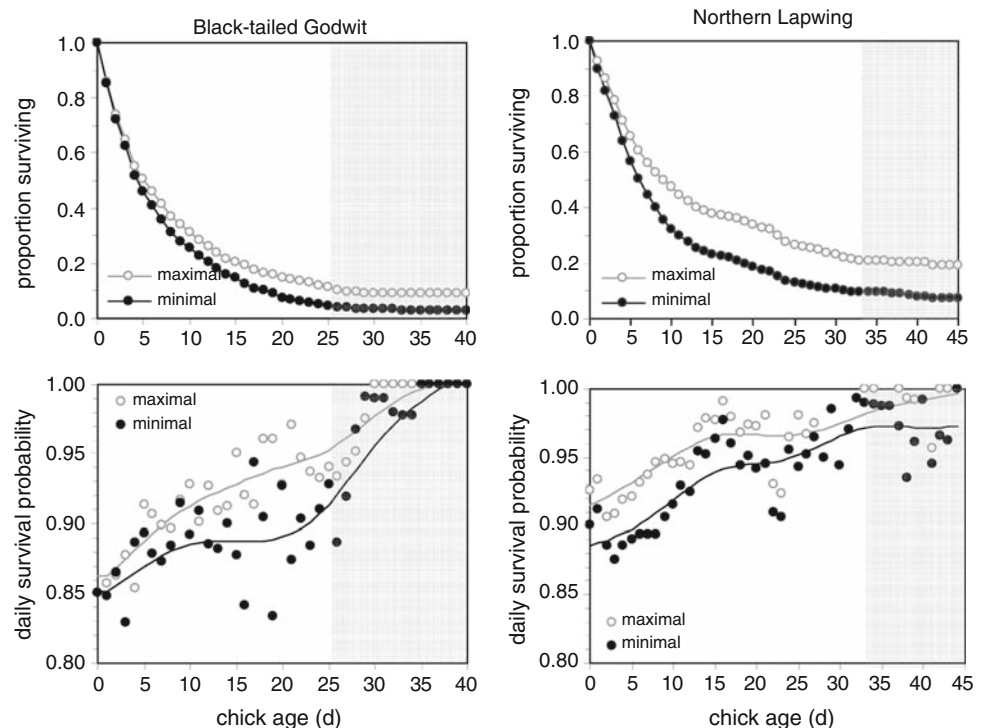 Black-tailed Godwit
Northern Lapwing
proportion surviving
1.0
0.8
0.6
0.4
0.2
0.0
maximal
minimal
0 5 10 15 20 25 30 35 40
proportion surviving
1.0
0.8
0.6
0.4
0.2
0.0
maximal
minimal
0 5 10 15 20 25 30 35 40 45
daily survival probability
1.00
0.95
0.90
0.85
0.80
maximal
minimal
0 5 10 15 20 25 30 35 40
chick age (d)
daily survival probability
1.00
0.95
0.90
0.85
0.80
maximal
minimal
0 5 10 15 20 25 30 35 40 45
chick age (d)